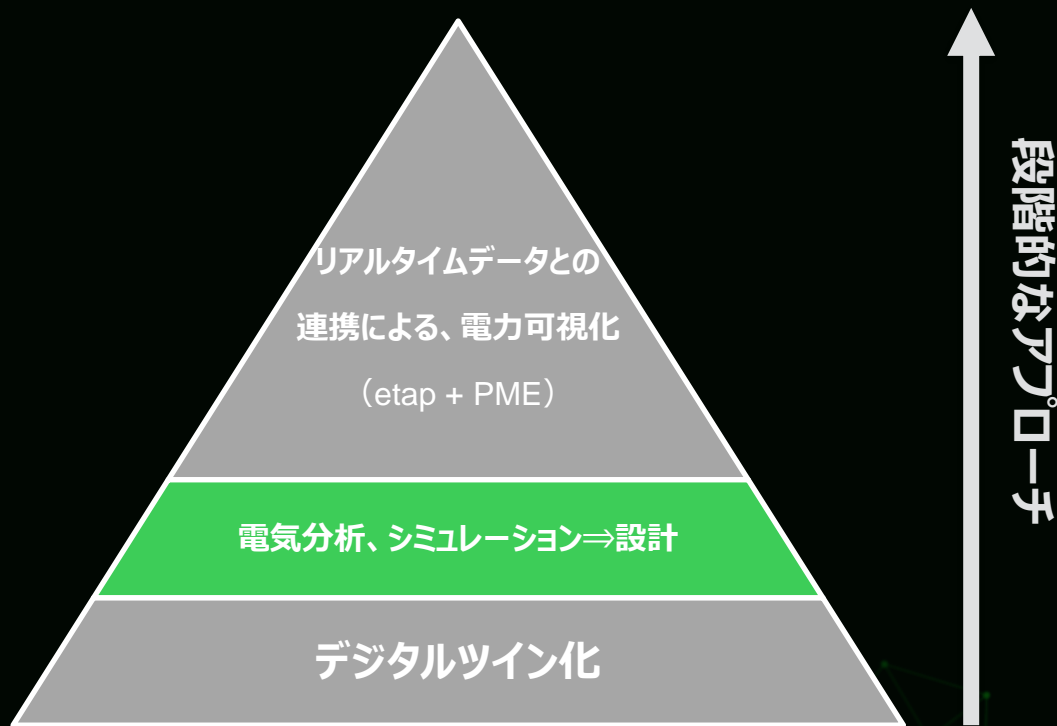 リアルタイムデータとの
連携による、電力可視化
（etap + PME）
電気分析、シミュレーション⇒設計
デジタルツイン化
段階的なアプローチ